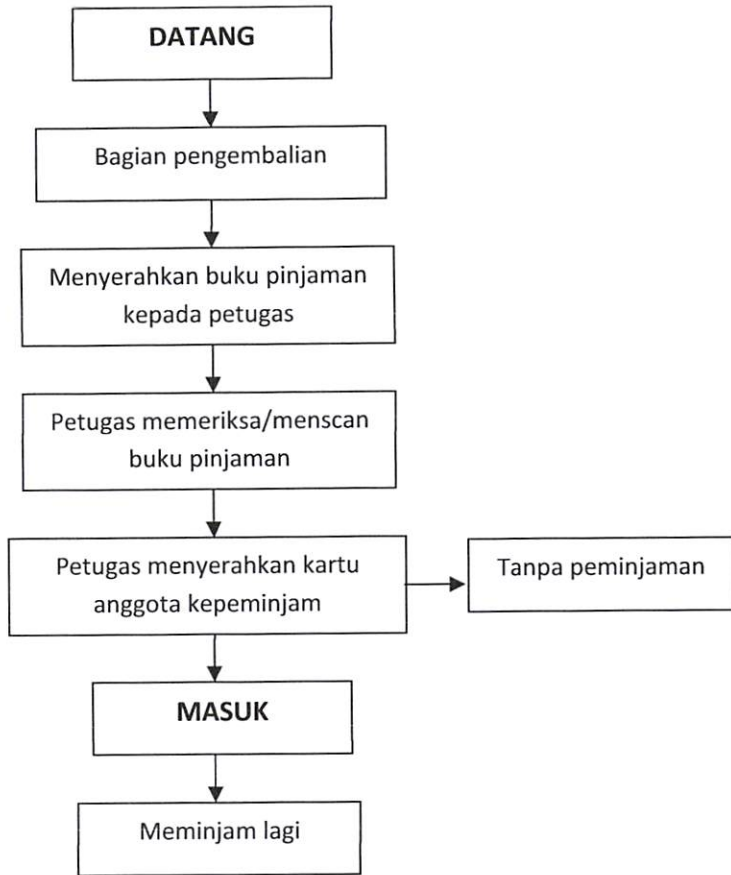 DATANG
Bagian pengembalian
Menyerahkan buku pinjaman
kepada petugas
Petugas memeriksa/menscan
buku pinjaman
Petugas menyerahkan kartu
anggota kepeminjam
Tanpa peminjaman
MASUK
Meminjam lagi